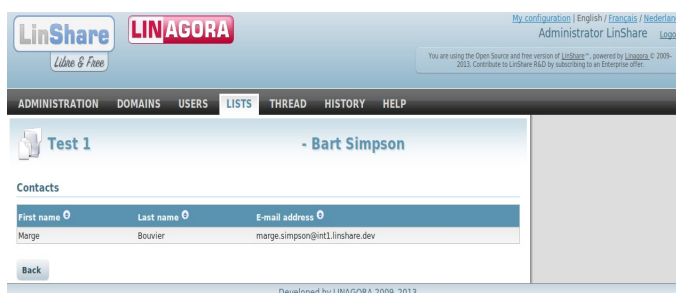 My configuration | English / Français / Nederlan
LinShare
Libre & Free
LINAGORA
Administrator LinShare Logo
You are using the Open Source and free version of LinShare™, powered by Linagora © 2009-
2013. Contribute to LinShare R&D by subscribing to an Enterprise offer.
ADMINISTRATION DOMAINS USERS LISTS THREAD HISTORY HELP
Test 1 - Bart Simpson
Contacts
First name Last name E-mail address
Marge Bouvier marge.simpson@int1.linshare.dev
Back
Developed by LINAGORA 2009-2013